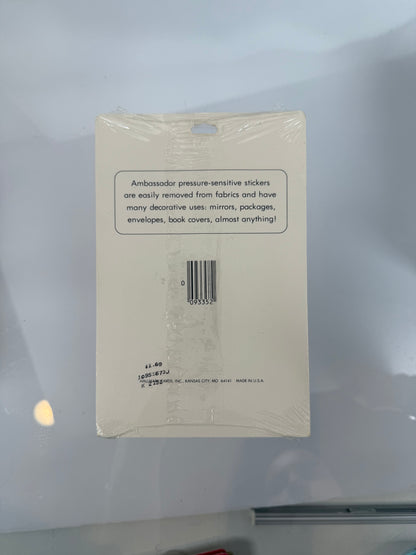 Ambassador pressure-sensitive stickers
are easily removed from fabrics and have
many decorative uses: mirrors, packages,
envelopes, book covers, almost anything!
0
093352
INC., KANSAS CITY, MO 64141 MADE IN U.S.A.